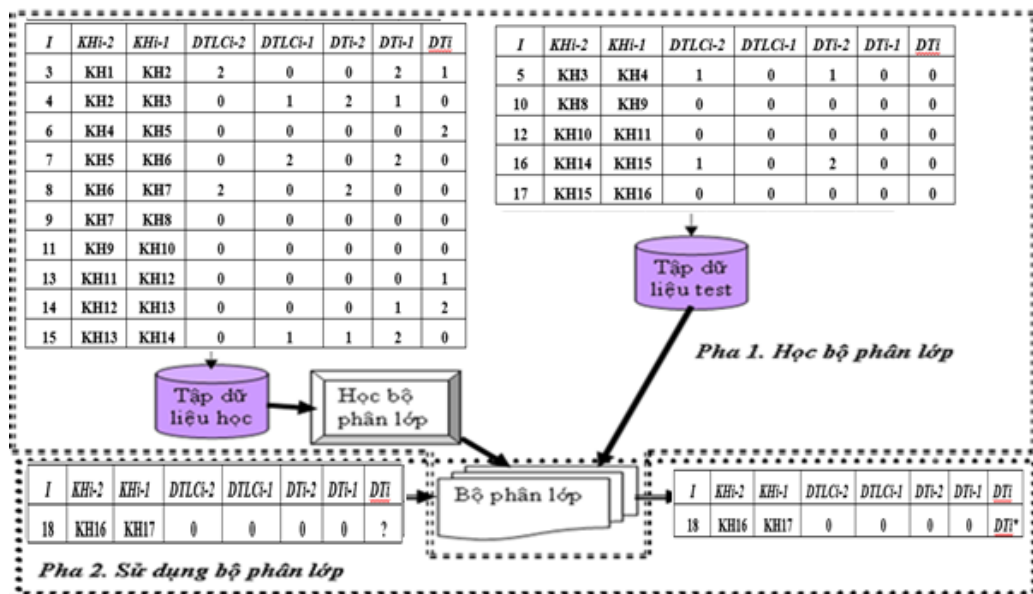 I KHi-2 KHi-1 DTLCi-2 DTLCi-1 DTi-2 DTi-1 DTi
3 KH1 KH2 2 0 0 2 1
4 KH2 KH3 0 1 2 1 0
6 KH4 KH5 0 0 0 0 2
7 KH5 KH6 0 2 0 2 0
8 KH6 KH7 2 0 2 0 0
9 KH7 KH8 0 0 0 0 0
11 KH9 KH10 0 0 0 0 0
13 KH11 KH12 0 0 0 0 1
14 KH12 KH13 0 0 0 1 2
15 KH13 KH14 0 1 1 2 0
I KHi-2 KHi-1 DTLCi-2 DTLCi-1 DTi-2 DTi-1 DTi
5 KH3 KH4 1 0 1 0 0
10 KH8 KH9 0 0 0 0 0
12 KH10 KH11 0 0 0 0 0
16 KH14 KH15 1 0 2 0 0
17 KH15 KH16 0 0 0 0 0
Tập dữ
liệu test
Pha 1. Học bộ phân lớp
Tập dữ
liệu học
Học bộ
phân lớp
I KHi-2 KHi-1 DTLCi-2 DTLCi-1 DTi-2 DTi-1 DTi
18 KH16 KH17 0 0 0 0 ?
Bộ phân lớp
I KHi-2 KHi-1 DTLCi-2 DTLCi-1 DTi-2 DTi-1 DTi
18 KH16 KH17 0 0 0 0 DTi*
Pha 2. Sử dụng bộ phân lớp